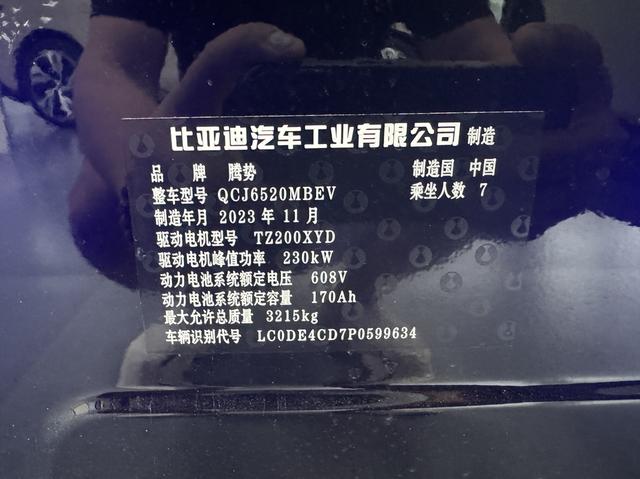 比亚迪汽车工业有限公司 制造
品 牌 腾势 制造国 中国
整车型号 QCJ6520MBEV 乘坐人数 7
制造年月 2023 年 11 月
驱动电机型号 TZ200XYD
驱动电机峰值功率 230kW
动力电池系统额定电压 608V
动力电池系统额定容量 170Ah
最大允许总质量 3215kg
车辆识别代号 LC0DE4CD7P0599634